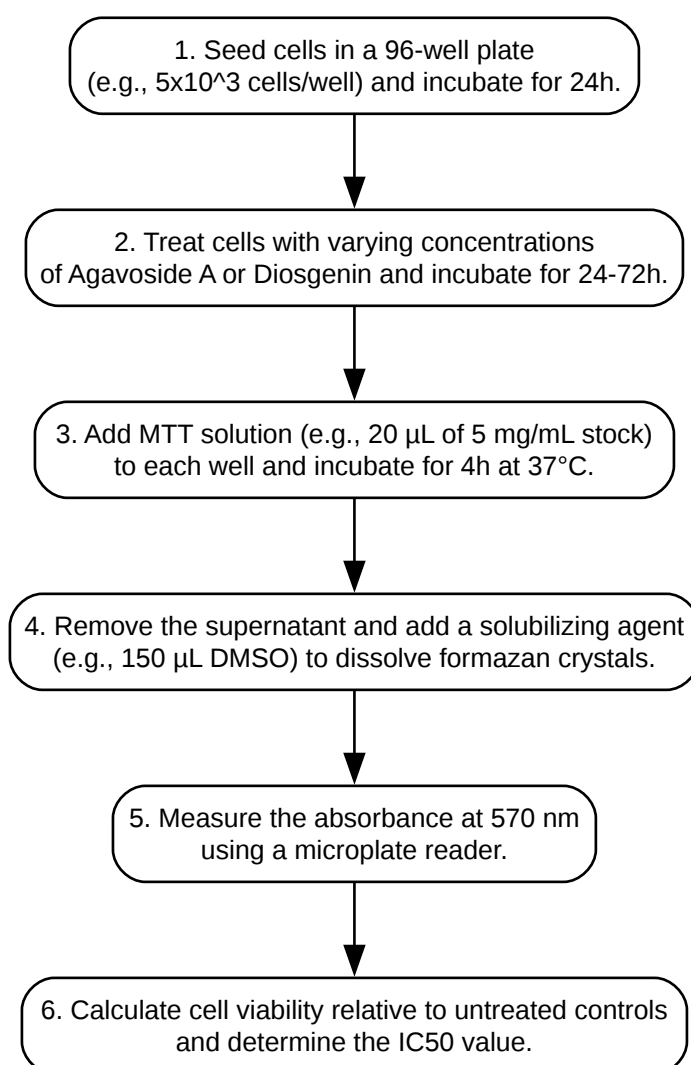 1. Seed cells in a 96-well plate
(e.g., 5x10^3 cells/well) and incubate for 24h.
2. Treat cells with varying concentrations
of Agavoside A or Diosgenin and incubate for 24-72h.
3. Add MTT solution (e.g., 20 µL of 5 mg/mL stock)
to each well and incubate for 4h at 37°C.
4. Remove the supernatant and add a solubilizing agent
(e.g., 150 µL DMSO) to dissolve formazan crystals.
5. Measure the absorbance at 570 nm
using a microplate reader.
6. Calculate cell viability relative to untreated controls
and determine the IC50 value.